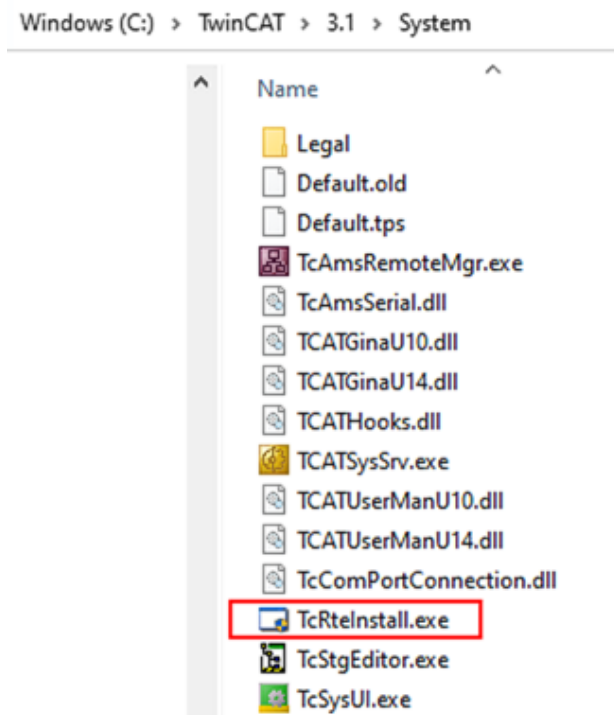 Windows (C:) > TwinCAT > 3.1 > System
Name
Legal
Default.old
Default.tps
TcAmsRemoteMgr.exe
TcAmsSerial.dll
TCATGinaU10.dll
TCATGinaU14.dll
TCATHooks.dll
TCATSysSrv.exe
TCATUserManU10.dll
TCATUserManU14.dll
TcComPortConnection.dll
TcRteInstall.exe
TcStgEditor.exe
TcSysUI.exe